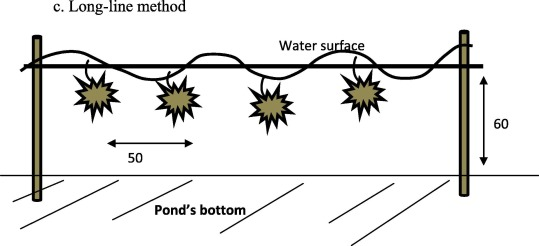 c. Long-line method
Water surface
60
50
Pond's bottom